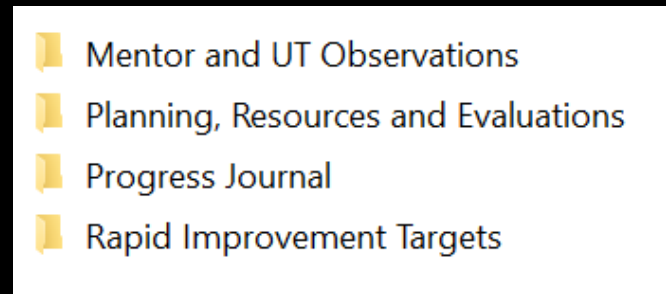 Mentor and UT Observations
Planning, Resources and Evaluations
Progress Journal
Rapid Improvement Targets